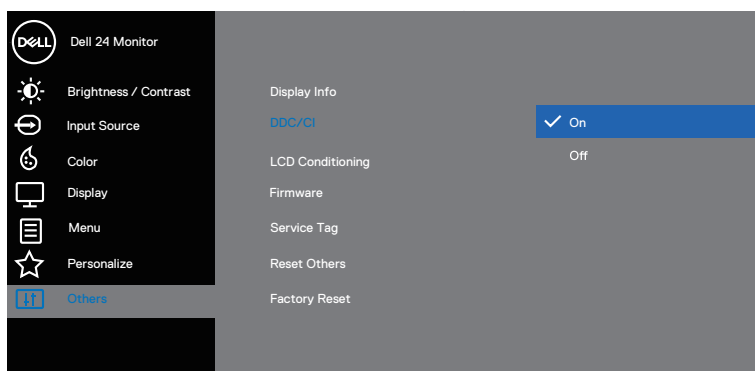 DELL
Dell 24 Monitor
Brightness / Contrast
Input Source
Color
Display
Menu
Personalize
Others
Display Info
DDC/CI
LCD Conditioning
Firmware
Service Tag
Reset Others
Factory Reset
On
Off